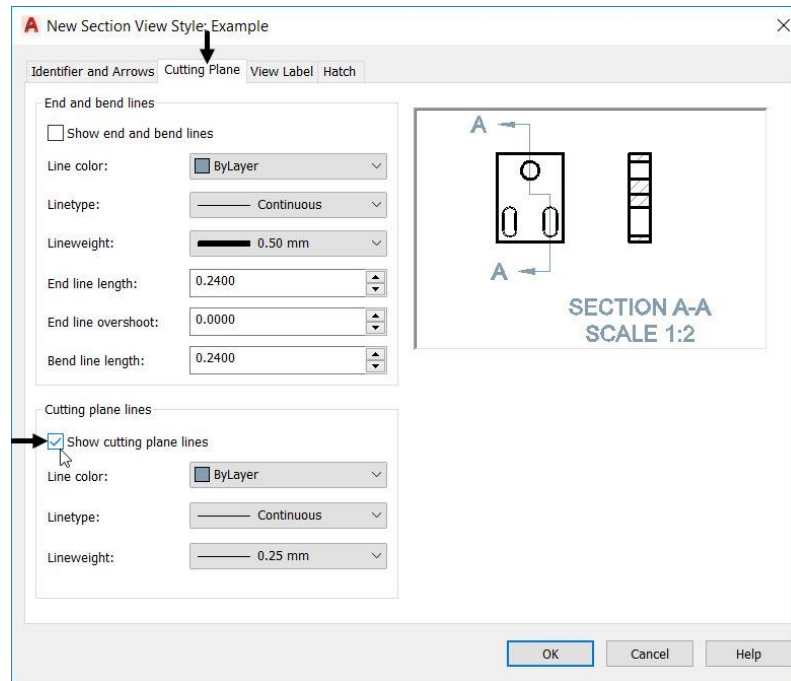 New Section View Style: Example
Identifier and Arrows Cutting Plane View Label Hatch
End and bend lines
Show end and bend lines
Line color: ByLayer
Linetype: Continuous
Lineweight: 0.50 mm
End line length: 0.2400
End line overshoot: 0.0000
Bend line length: 0.2400
A
A
SECTION A-A
SCALE 1:2
Cutting plane lines
Show cutting plane lines
Line color: ByLayer
Linetype: Continuous
Lineweight: 0.25 mm
OK Cancel Help